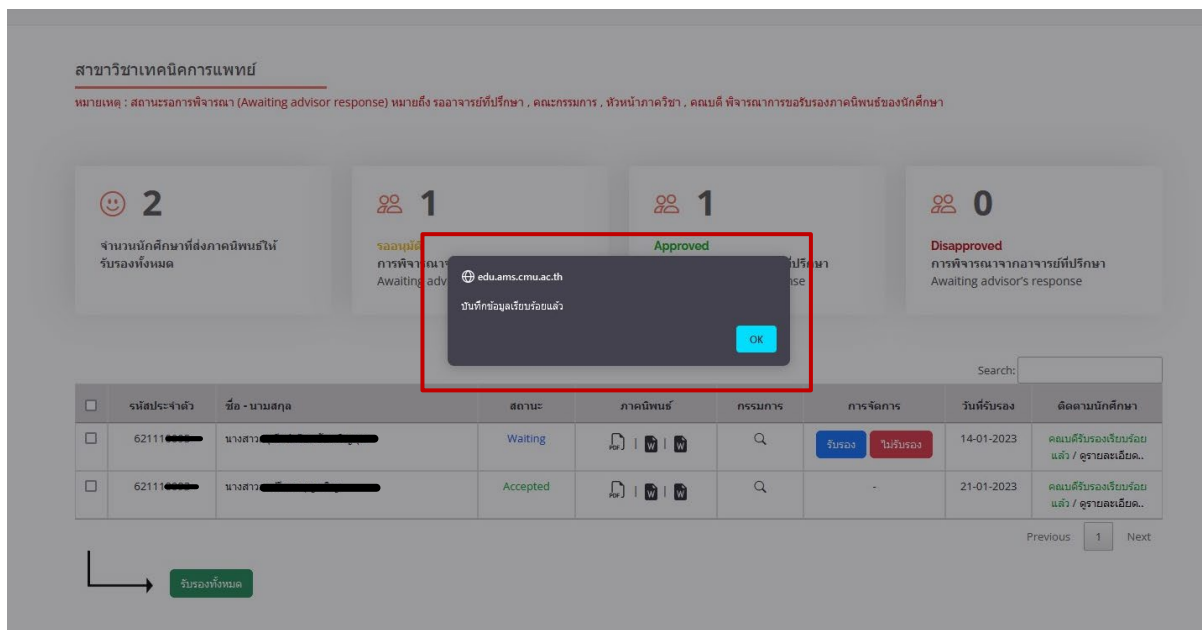 สาขาวิชาเทคนิคการแพทย์
หมายเหตุ : สถานะรอการพิจารณา (Awaiting advisor response) หมายถึง รออาจารย์ที่ปรึกษา , คณะกรรมการ , หัวหน้าภาควิชา , คณบดี พิจารณาการขอรับรองภาคนิพนธ์ของนักศึกษา
2
จำนวนนักศึกษาที่ส่งภาคนิพนธ์ให้
รับรองทั้งหมด
1
รออนุมัติ
การพิจารณา
Awaiting adv
1
Approved
ที่ปรึกษา
nse
0
Disapproved
การพิจารณาจากอาจารย์ที่ปรึกษา
Awaiting advisor's response
edu.ams.cmu.ac.th
บันทึกข้อมูลเรียบร้อยแล้ว
OK
Search:
รหัสประจำตัว ชื่อ - นามสกุล สถานะ ภาคนิพนธ์ กรรมการ การจัดการ วันที่รับรอง ติดตามนักศึกษา
621111 นางสาว Waiting PDF | W | W รับรอง ไม่รับรอง 14-01-2023 คณบดีรับรองเรียบร้อย
แล้ว / ดูรายละเอียด..
62111 นางสาว Accepted PDF | W | W - 21-01-2023 คณบดีรับรองเรียบร้อย
แล้ว / ดูรายละเอียด..
Previous 1 Next
รับรองทั้งหมด